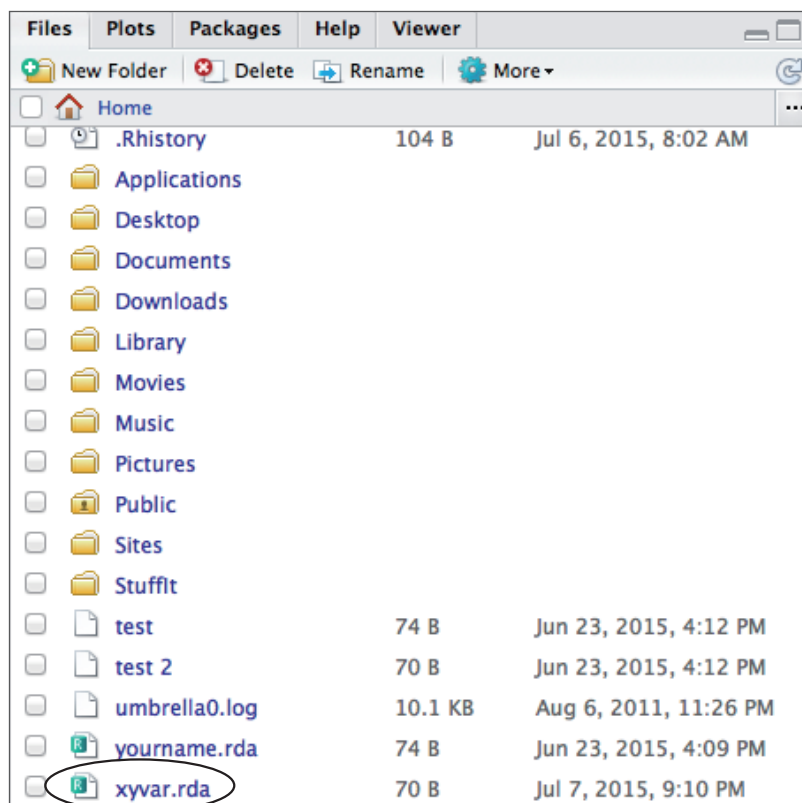 Files Plots Packages Help Viewer
New Folder Delete Rename More
Home ...
.Rhistory 104 B Jul 6, 2015, 8:02 AM
Applications
Desktop
Documents
Downloads
Library
Movies
Music
Pictures
Public
Sites
StuffIt
test 74 B Jun 23, 2015, 4:12 PM
test 2 70 B Jun 23, 2015, 4:12 PM
umbrella0.log 10.1 KB Aug 6, 2011, 11:26 PM
yourname.rda 74 B Jun 23, 2015, 4:09 PM
xyvar.rda 70 B Jul 7, 2015, 9:10 PM